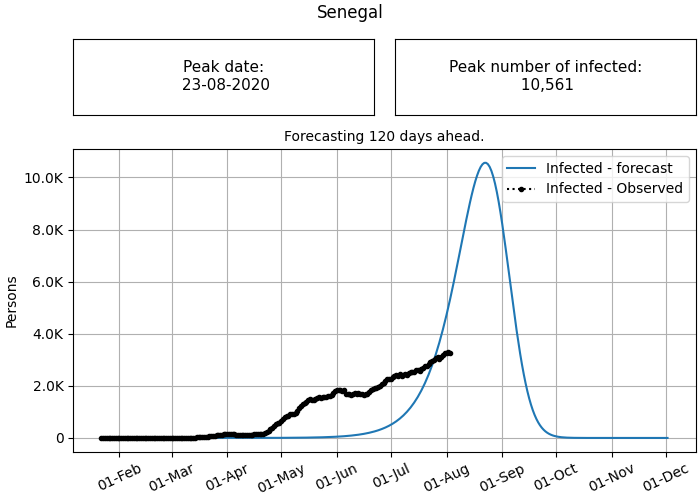 Senegal
Peak date:
23-08-2020
Peak number of infected:
10,561
Forecasting 120 days ahead.
Infected - forecast
Infected - Observed
Persons
10.0K
8.0K
6.0K
4.0K
2.0K
0
01-Feb
01-Mar
01-Apr
01-May
01-Jun
01-Jul
01-Aug
01-Sep
01-Oct
01-Nov
01-Dec